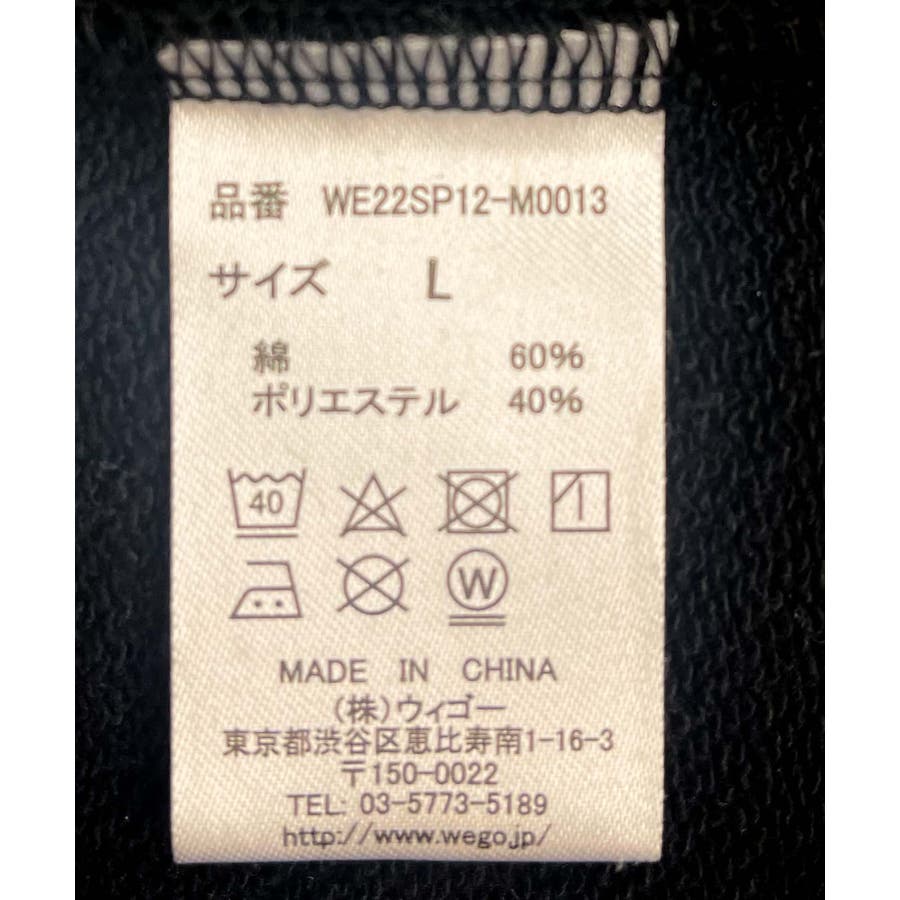 品番 WE22SP12-M0013
サイズ L
綿 60%
ポリエステル 40%
40
W
MADE IN CHINA
(株)ウィゴー
東京都渋谷区恵比寿南1-16-3
〒150-0022
TEL: 03-5773-5189
http://www.wego.jp/